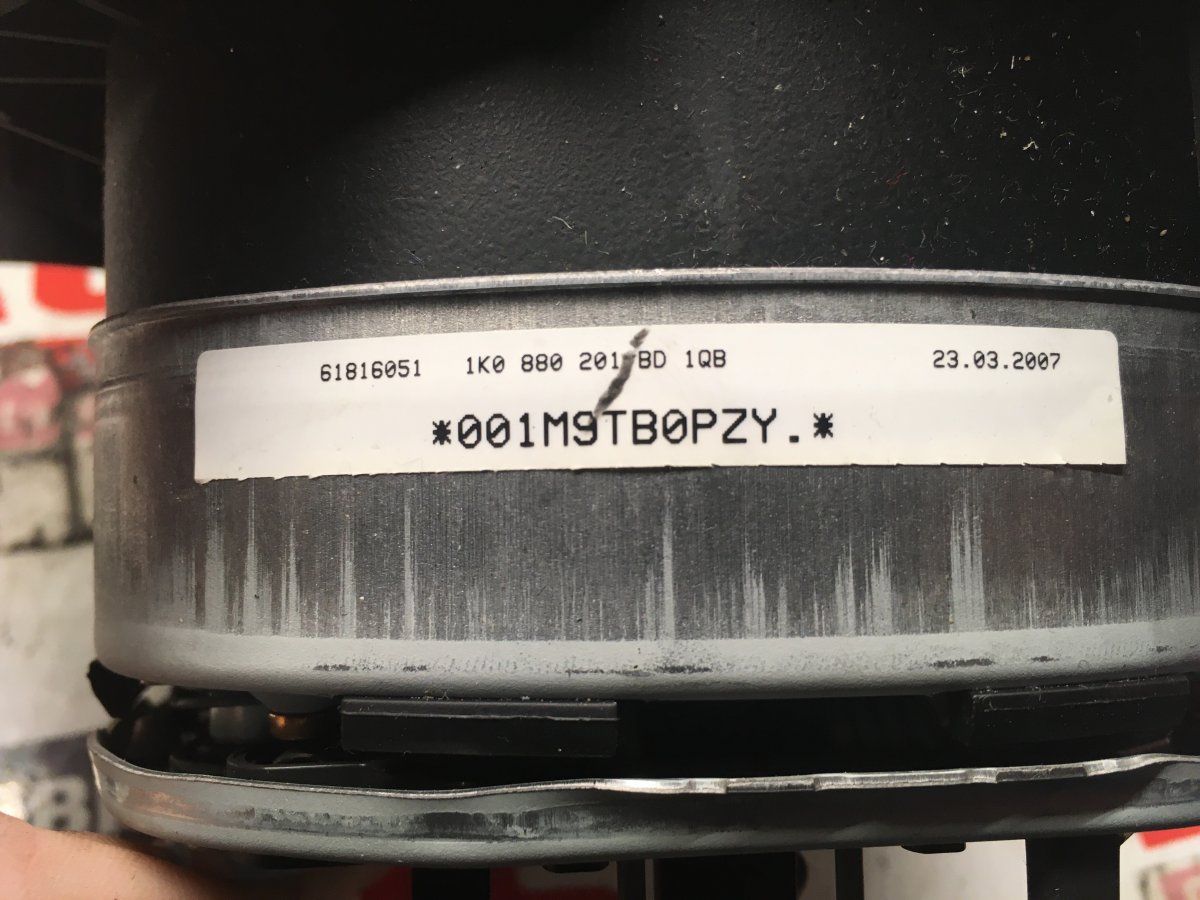 61816051 1K0 880 201 BD 1QB 23.03.2007
*001M9TB0PZY.*